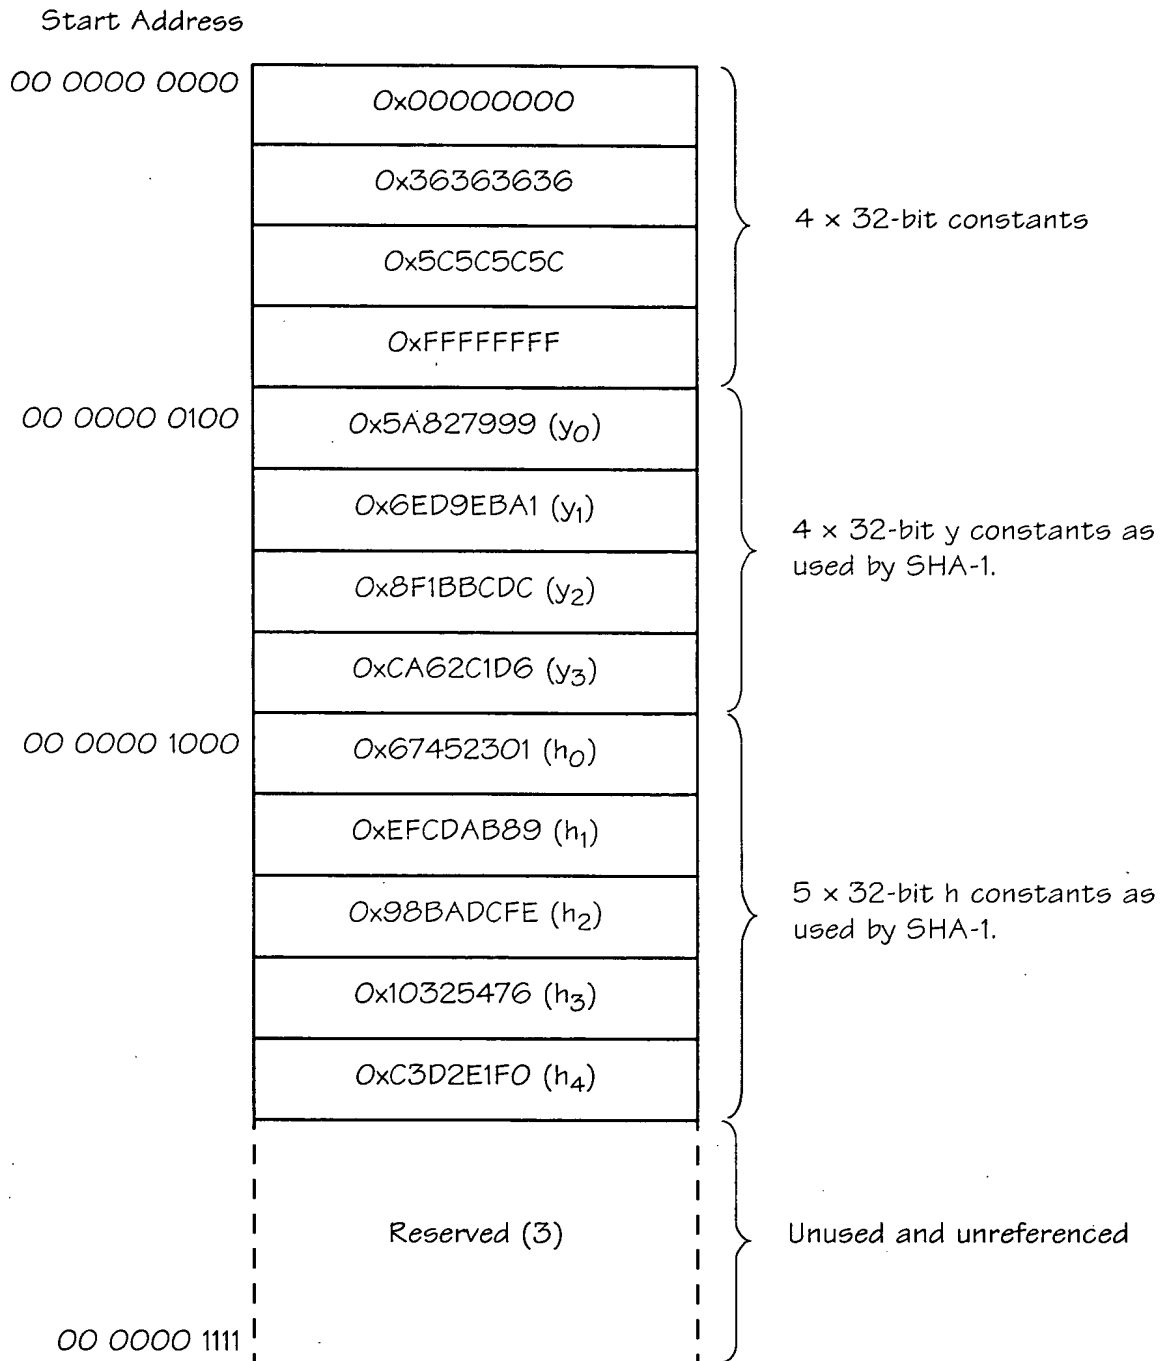 Start Address
00 0000 0000
0x00000000
0x36363636
0x5C5C5C5C
0xFFFFFFFF
4 × 32-bit constants
00 0000 0100
0x5A827999 (y0)
0x6ED9EBA1 (y1)
0x8F1BBCDC (y2)
0xCA62C1D6 (y3)
4 × 32-bit y constants as
used by SHA-1.
00 0000 1000
0x67452301 (h0)
0xEFCDAB89 (h1)
0x98BADCFE (h2)
0x10325476 (h3)
0xC3D2E1F0 (h4)
5 × 32-bit h constants as
used by SHA-1.
Reserved (3)
Unused and unreferenced
00 0000 1111